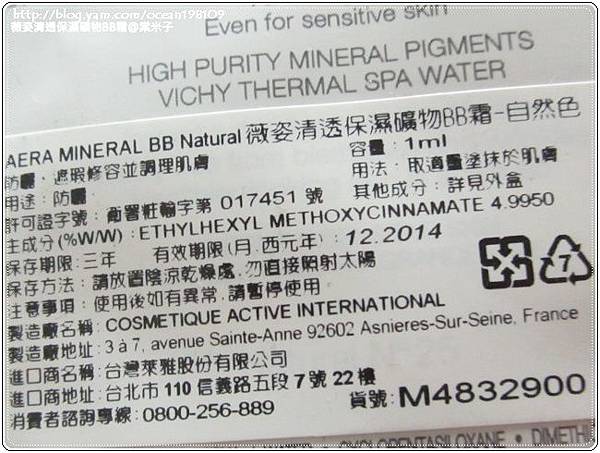 http://blog.yam.com/ocean198109
薇姿清透保濕礦物BB霜@紫米子
Even for sensitive skin
HIGH PURITY MINERAL PIGMENTS
VICHY THERMAL SPA WATER
AERA MINERAL BB Natural 薇姿清透保濕礦物BB霜-自然色
防曬、遮瑕修容並調理肌膚 容量：1ml
用途：防曬 用法：取適量塗抹於肌膚
許可證字號：衛署粧輸字第 017451 號 其他成分：詳見外盒
主成分(%W/W) : ETHYLHEXYL METHOXYCINNAMATE 4.9950
保存期限:三年 有效期限(月.西元年) : 12.2014
保存方法：請放置陰涼乾燥處,勿直接照射太陽
注意事項：使用後如有異常,請暫停使用
製造廠名稱: COSMETIQUE ACTIVE INTERNATIONAL
製造廠地址: 3 à 7, avenue Sainte-Anne 92602 Asnieres-Sur-Seine, France
進口商名稱: 台灣萊雅股份有限公司
進口商地址: 台北市 110 信義路五段 7 號 22 樓
消費者諮詢專線: 0800-256-889 貨號: M4832900
7